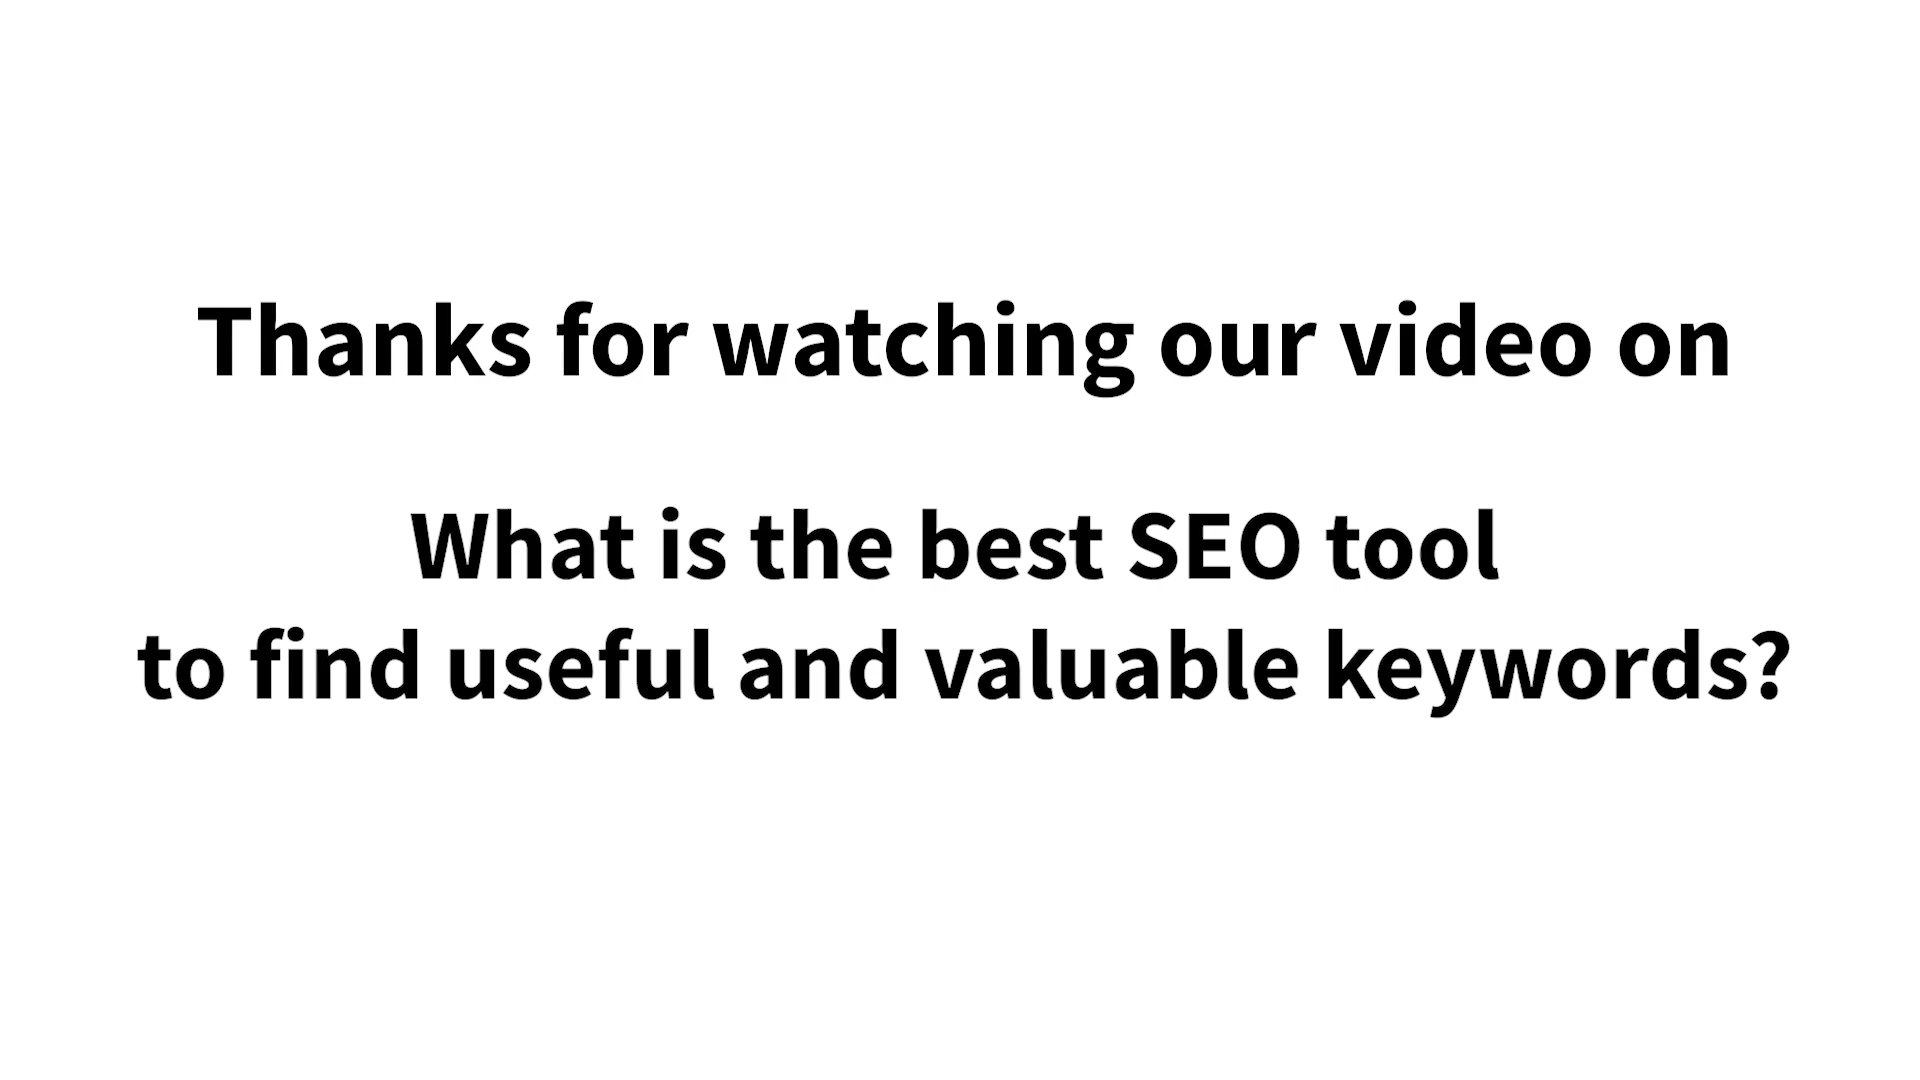 Thanks for watching our video on
What is the best SEO tool
to find useful and valuable keywords?